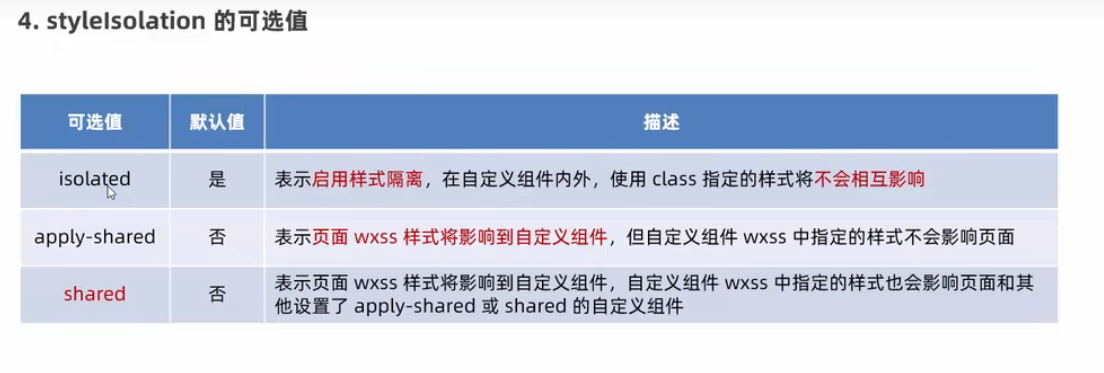 4. styleIsolation 的可选值
可选值 默认值 描述
isolated 是 表示启用样式隔离，在自定义组件内外，使用 class 指定的样式将不会相互影响
apply-shared 否 表示页面 wxss 样式将影响到自定义组件，但自定义组件 wxss 中指定的样式不会影响页面
shared 否 表示页面 wxss 样式将影响到自定义组件，自定义组件 wxss 中指定的样式也会影响页面和其
他设置了 apply-shared 或 shared 的自定义组件